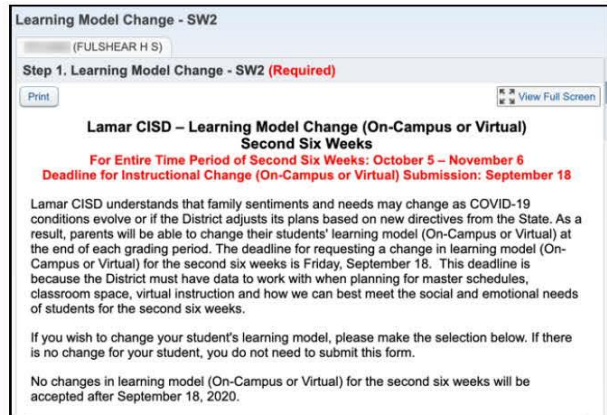 Learning Model Change - SW2
(FULSHEAR H S)
Step 1. Learning Model Change - SW2 (Required)
Print
View Full Screen
Lamar CISD – Learning Model Change (On-Campus or Virtual)
Second Six Weeks
For Entire Time Period of Second Six Weeks: October 5 – November 6
Deadline for Instructional Change (On-Campus or Virtual) Submission: September 18
Lamar CISD understands that family sentiments and needs may change as COVID-19
conditions evolve or if the District adjusts its plans based on new directives from the State. As a
result, parents will be able to change their students' learning model (On-Campus or Virtual) at
the end of each grading period. The deadline for requesting a change in learning model (On-
Campus or Virtual) for the second six weeks is Friday, September 18. This deadline is
because the District must have data to work with when planning for master schedules,
classroom space, virtual instruction and how we can best meet the social and emotional needs
of students for the second six weeks.
If you wish to change your student's learning model, please make the selection below. If there
is no change for your student, you do not need to submit this form.
No changes in learning model (On-Campus or Virtual) for the second six weeks will be
accepted after September 18, 2020.